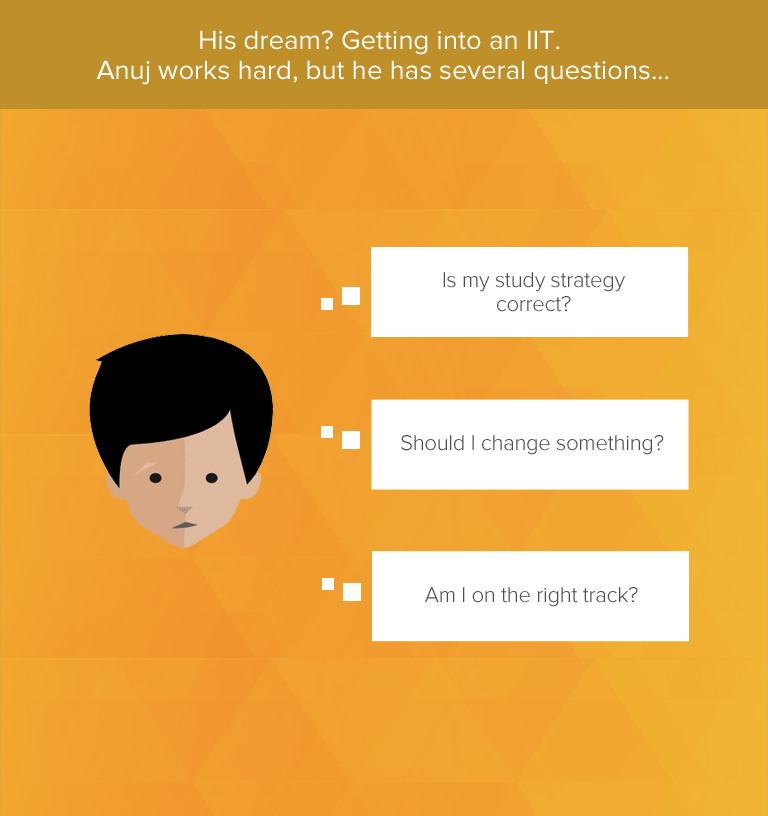 His dream? Getting into an IIT.
Anuj works hard, but he has several questions...
Is my study strategy
correct?
Should I change something?
Am I on the right track?